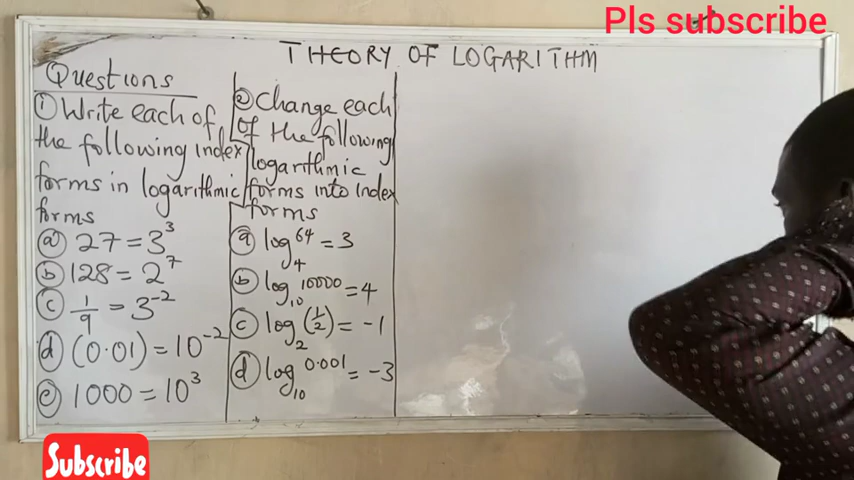 Pls subscribe
THEORY OF LOGARITHM
Questions
① Write each of
the following index
forms in logarithmic
forms
ⓐ 27 = 3³
ⓑ 128 = 2⁷
ⓒ 1/9 = 3⁻²
ⓓ (0.01) = 10⁻²
ⓔ 1000 = 10³
② Change each
of the following
logarithmic
forms into index
forms
ⓐ log₄ 64 = 3
ⓑ log₁₀ 10000 = 4
ⓒ log₂ (1/2) = -1
ⓓ log₁₀ 0.001 = -3
Subscribe